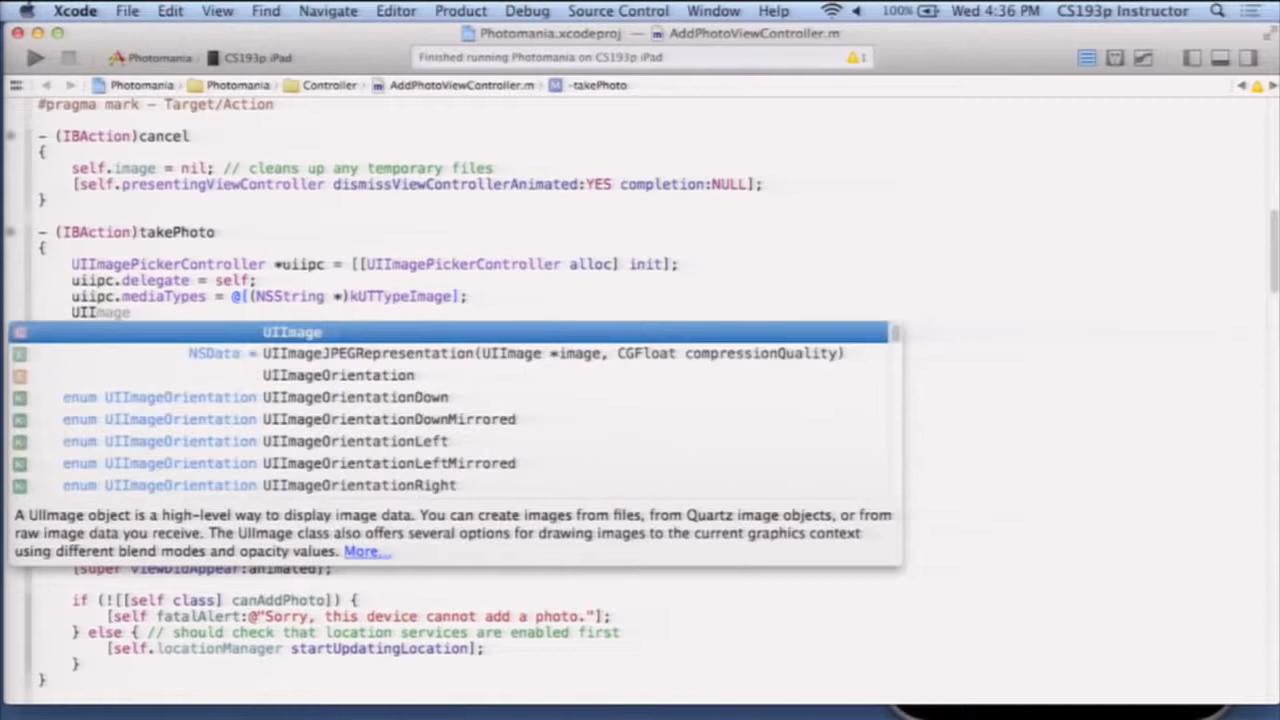 Xcode File Edit View Find Navigate Editor Product Debug Source Control Window Help 100% Wed 4:36 PM CS193p Instructor
Photomania.xcodeproj — AddPhotoViewController.m
Photomania CS193p iPad Finished running Photomania on CS193p iPad 1
Photomania Photomania Controller AddPhotoViewController.m -takePhoto
#pragma mark - Target/Action
- (IBAction)cancel
{
self.image = nil; // cleans up any temporary files
[self.presentingViewController dismissViewControllerAnimated:YES completion:NULL];
}
- (IBAction)takePhoto
{
UIImagePickerController *uiipc = [[UIImagePickerController alloc] init];
uiipc.delegate = self;
uiipc.mediaTypes = @[(NSString *)kUTTypeImage];
UIImage
UIImage
NSData * UIImageJPEGRepresentation(UIImage *image, CGFloat compressionQuality)
UIImageOrientation
enum UIImageOrientation UIImageOrientationDown
enum UIImageOrientation UIImageOrientationDownMirrored
enum UIImageOrientation UIImageOrientationLeft
enum UIImageOrientation UIImageOrientationLeftMirrored
enum UIImageOrientation UIImageOrientationRight
A UIImage object is a high-level way to display image data. You can create images from files, from Quartz image objects, or from
raw image data you receive. The UIImage class also offers several options for drawing images to the current graphics context
using different blend modes and opacity values. More...
[super viewDidAppear:animated];
if (![[self class] canAddPhoto]) {
[self fatalAlert:@"Sorry, this device cannot add a photo."];
} else { // should check that location services are enabled first
[self.locationManager startUpdatingLocation];
}
}